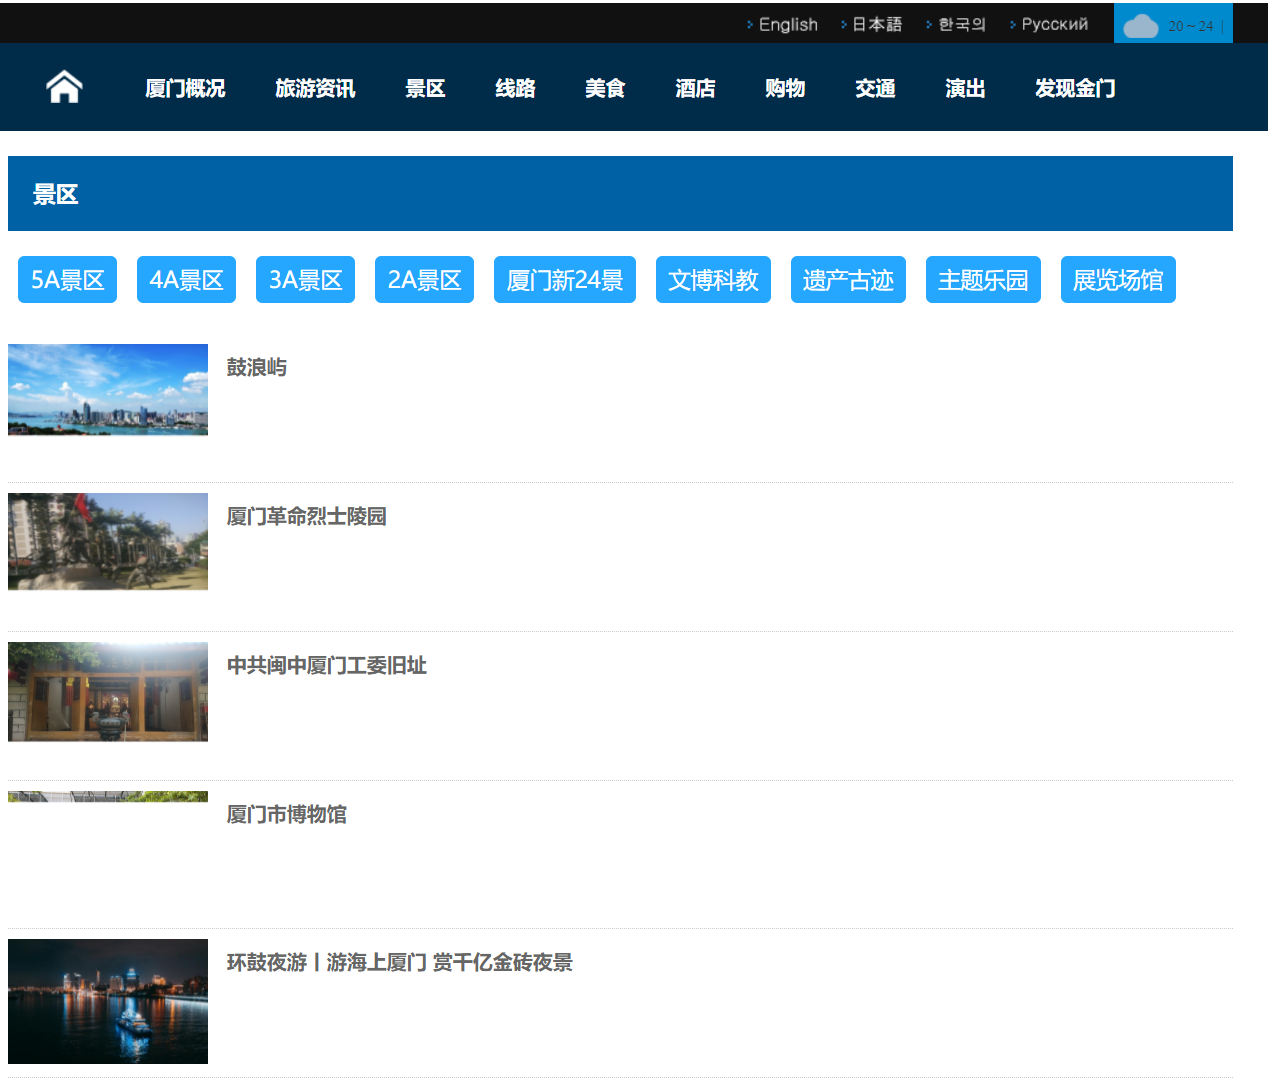 English 日本語 한국의 Русский 20 ~ 24 |
厦门概况 旅游资讯 景区 线路 美食 酒店 购物 交通 演出 发现金门
景区
5A景区 4A景区 3A景区 2A景区 厦门新24景 文博科教 遗产古迹 主题乐园 展览场馆
鼓浪屿
厦门革命烈士陵园
中共闽中厦门工委旧址
厦门市博物馆
环鼓夜游丨游海上厦门 赏千亿金砖夜景